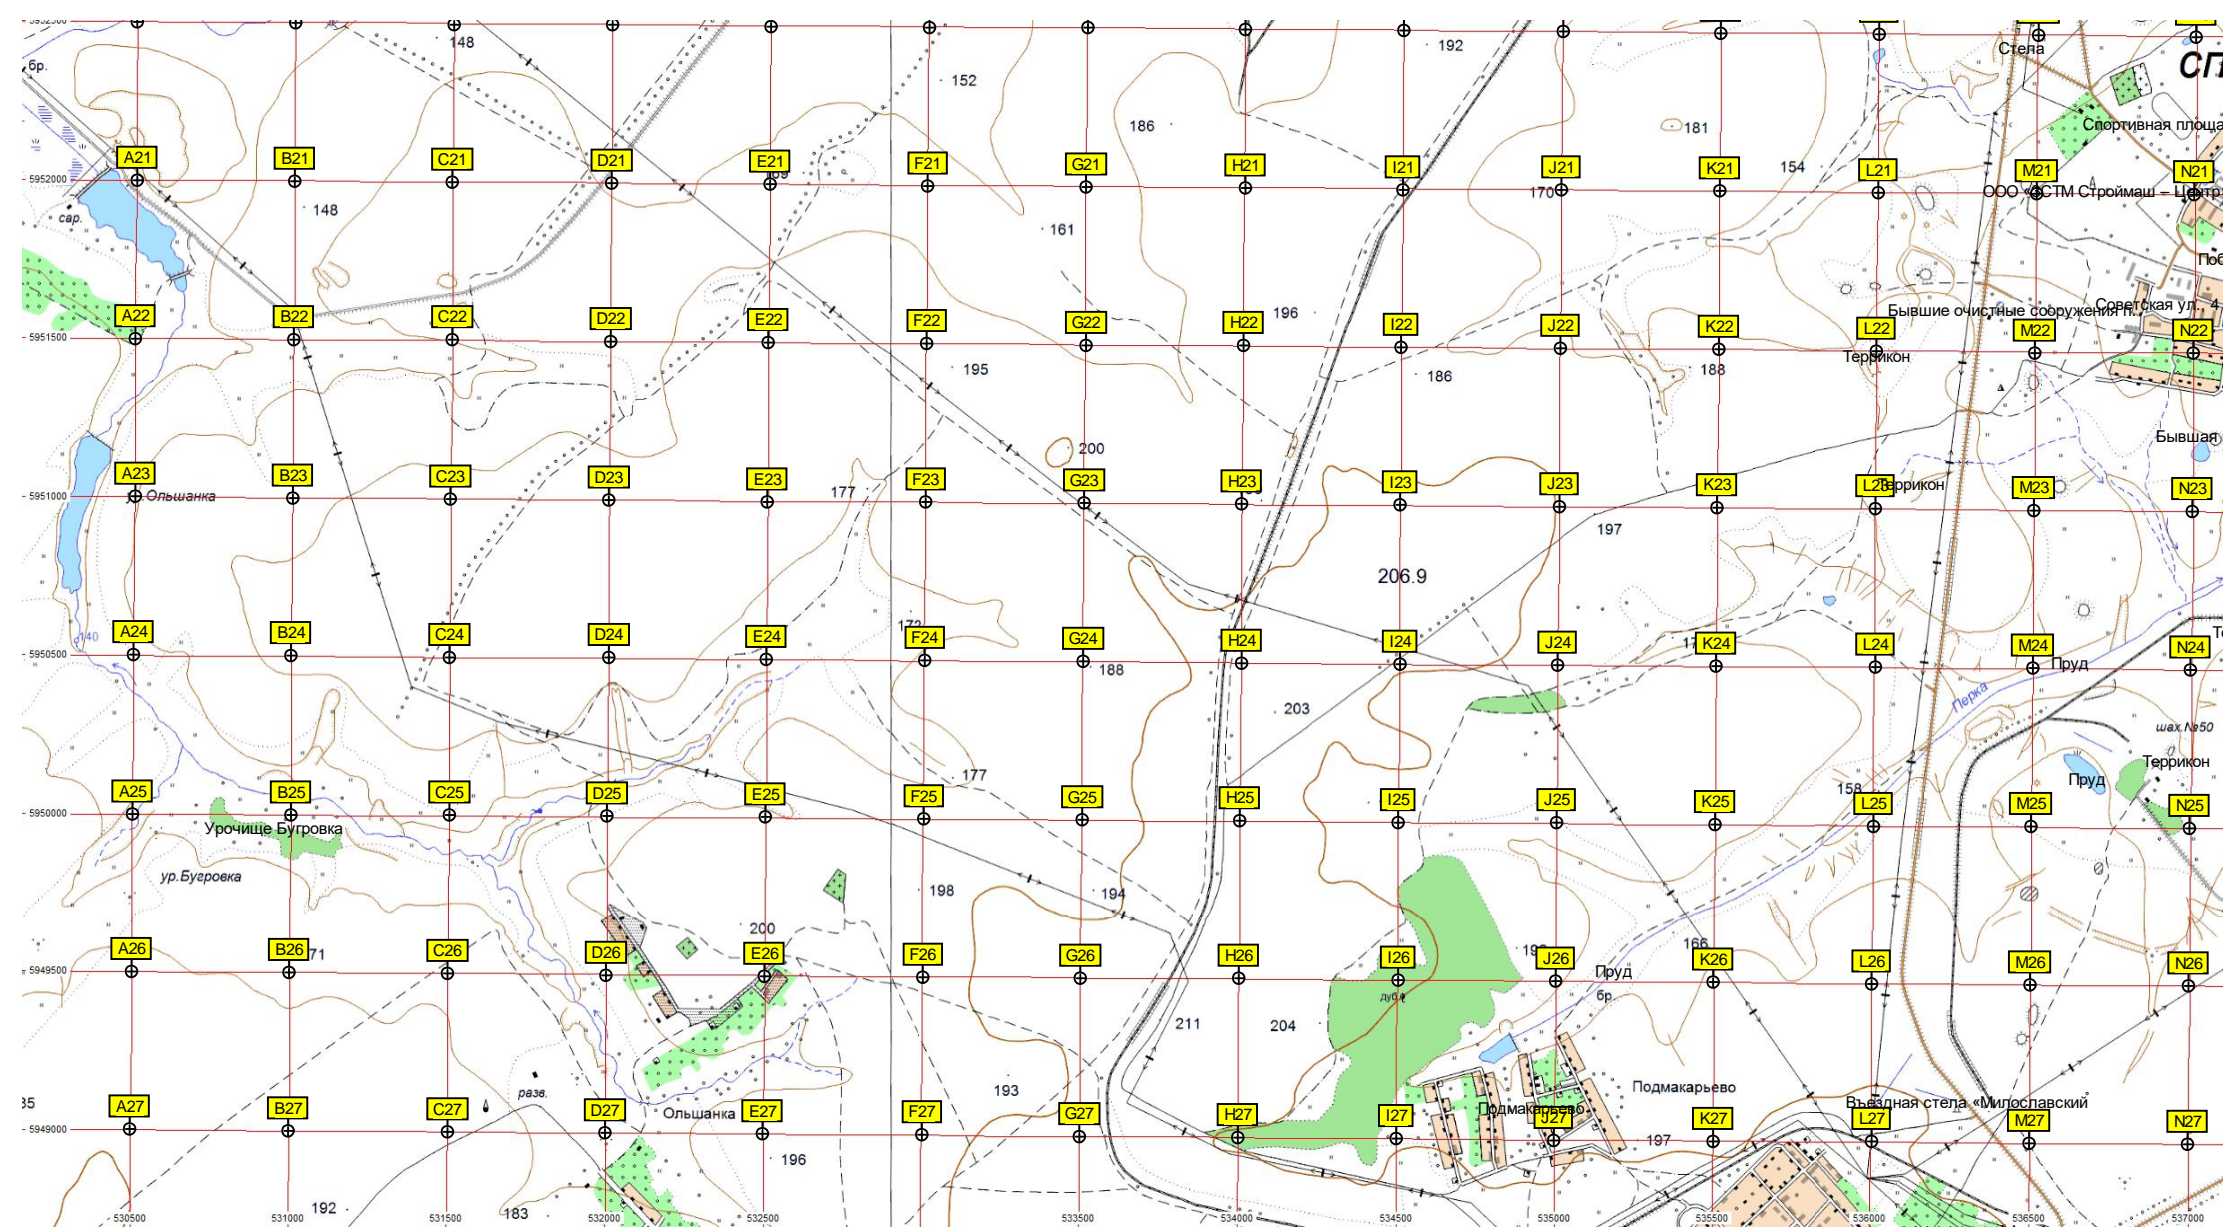 5992500
148
192
Стела
СП
бр.
152
186
181
Спортивная площа
154
A21 B21 C21 D21 E21 F21 G21 H21 I21 J21 K21 L21 M21 N21
5952000
170
сар.
148
161
Поб
196
Советская ул., 4
A22 B22 C22 D22 E22 F22 G22 H22 I22 J22 K22 L22 M22 N22
5951500
Террикон
195
186
188
200
Бывшая
A23 B23 C23 D23 E23 F23 G23 H23 I23 J23 K23 L23 M23 N23
Террикон
177
5951000
Ольшанка
197
206.9
140
A24 B24 C24 D24 E24 F24 G24 H24 I24 J24 K24 L24 M24 N24
5950500
Пруд
188
Перка
203
шах.№50
Террикон
177
Пруд
158
A25 B25 C25 D25 E25 F25 G25 H25 I25 J25 K25 L25 M25 N25
5950000
Урочище Бугровка
ур.Бугровка
198
194
200
166
71
A26 B26 C26 D26 E26 F26 G26 H26 I26 J26 K26 L26 M26 N26
5949500
Пруд
бр.
211
204
193
Подмакарьево
разв.
35
Ольшанка
Подмакарьево
Въездная стела «Милославский
A27 B27 C27 D27 E27 F27 G27 H27 I27 J27 K27 L27 M27 N27
5949000
197
196
192
183
530500 531000 531500 532000 532500 533500 534000 534500 535000 535500 536000 536500 537000